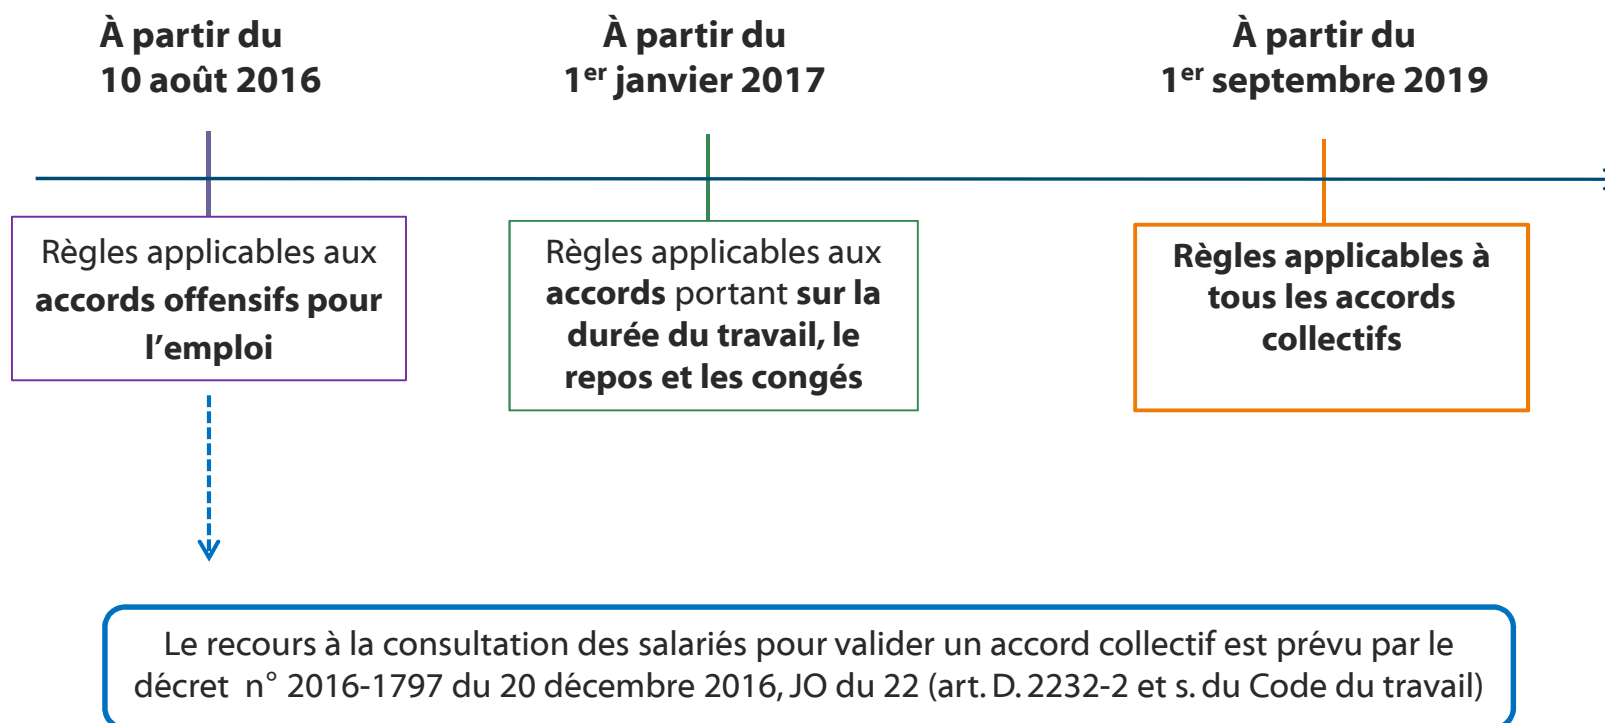 À partir du
10 août 2016
À partir du
1er janvier 2017
À partir du
1er septembre 2019
Règles applicables aux
accords offensifs pour
l’emploi
Règles applicables aux
accords portant sur la
durée du travail, le
repos et les congés
Règles applicables à
tous les accords
collectifs
Le recours à la consultation des salariés pour valider un accord collectif est prévu par le
décret n° 2016-1797 du 20 décembre 2016, JO du 22 (art. D. 2232-2 et s. du Code du travail)